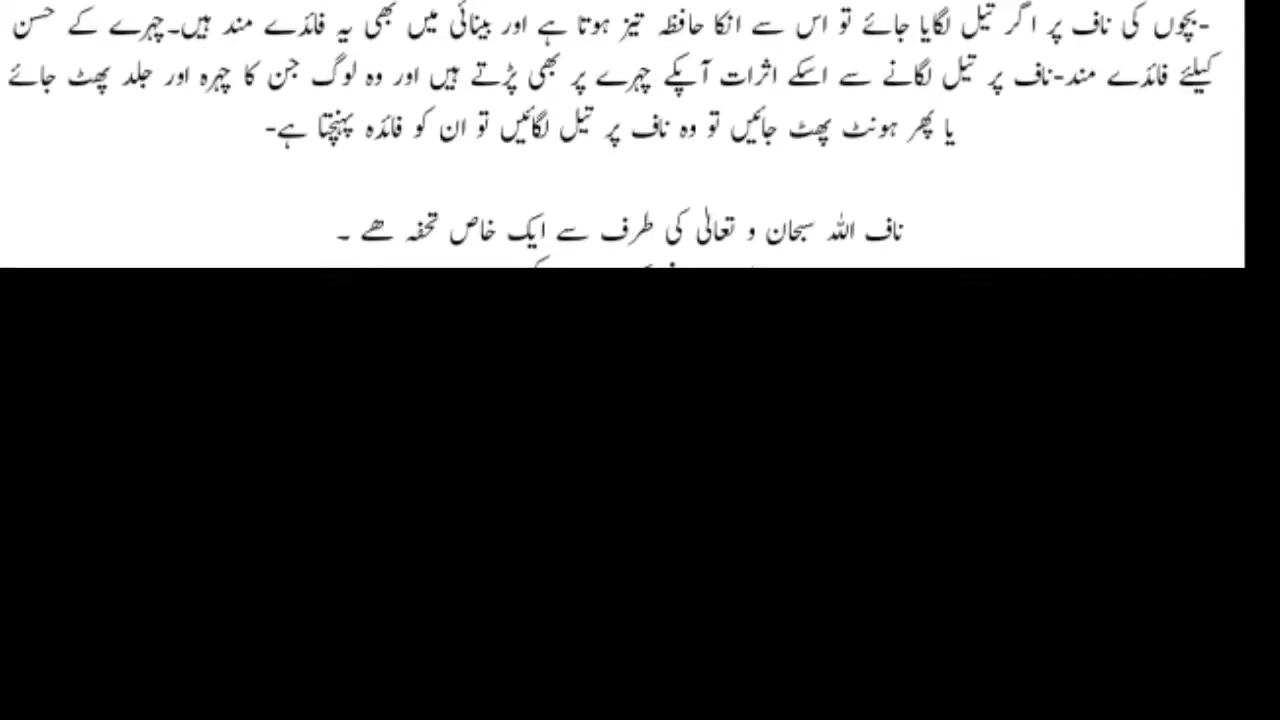 -بچوں کی ناف پر اگر تیل لگایا جائے تو اس سے انکا حافظہ تیز ہوتا ہے اور بینائی میں بھی یہ فائدے مند ہیں-چہرے کے حسن
کیلئے فائدے مند-ناف پر تیل لگانے سے اسکے اثرات آپکے چہرے پر بھی پڑتے ہیں اور وہ لوگ جن کا چہرہ اور جلد پھٹ جائے
یا پھر ہونٹ پھٹ جائیں تو وہ ناف پر تیل لگائیں تو ان کو فائدہ پہنچتا ہے-
ناف اللہ سبحان و تعالٰی کی طرف سے ایک خاص تحفہ ھے ۔